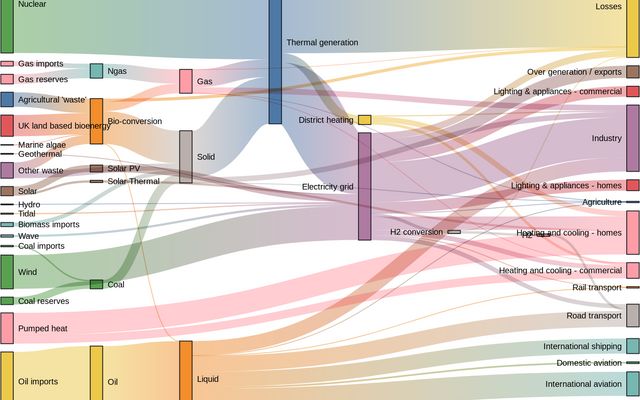 Nuclear
Gas imports
Gas reserves
Agricultural 'waste'
UK land based bioenergy
Marine algae
Geothermal
Other waste
Solar
Hydro
Tidal
Biomass imports
Wave
Coal imports
Wind
Coal reserves
Pumped heat
Oil imports
Ngas
Bio-conversion
Solar PV
Solar Thermal
Coal
Oil
Gas
Solid
Liquid
Thermal generation
District heating
Electricity grid
H2 conversion
H2
Losses
Over generation / exports
Lighting & appliances - commercial
Industry
Lighting & appliances - homes
Agriculture
Heating and cooling - homes
Heating and cooling - commercial
Rail transport
Road transport
International shipping
Domestic aviation
International aviation